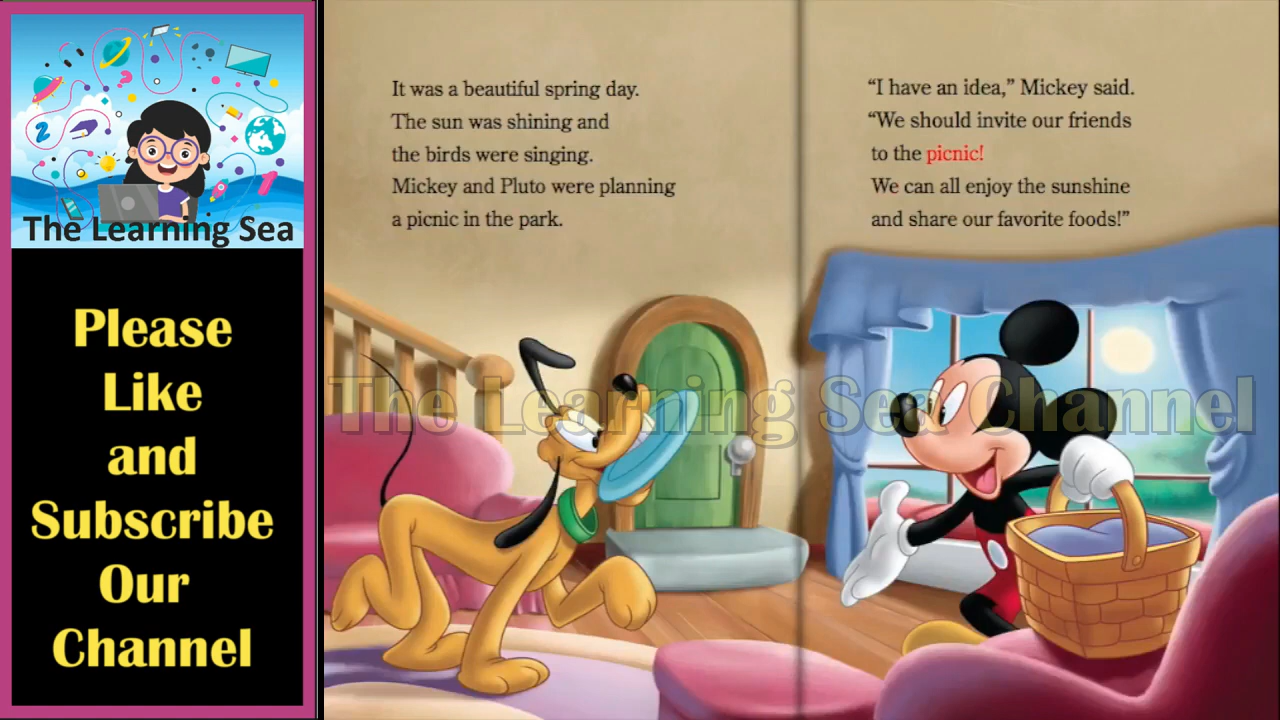 The Learning Sea
Please
Like
and
Subscribe
Our
Channel
It was a beautiful spring day.
The sun was shining and
the birds were singing.
Mickey and Pluto were planning
a picnic in the park.
“I have an idea,” Mickey said.
“We should invite our friends
to the picnic!
We can all enjoy the sunshine
and share our favorite foods!”
The Learning Sea Channel